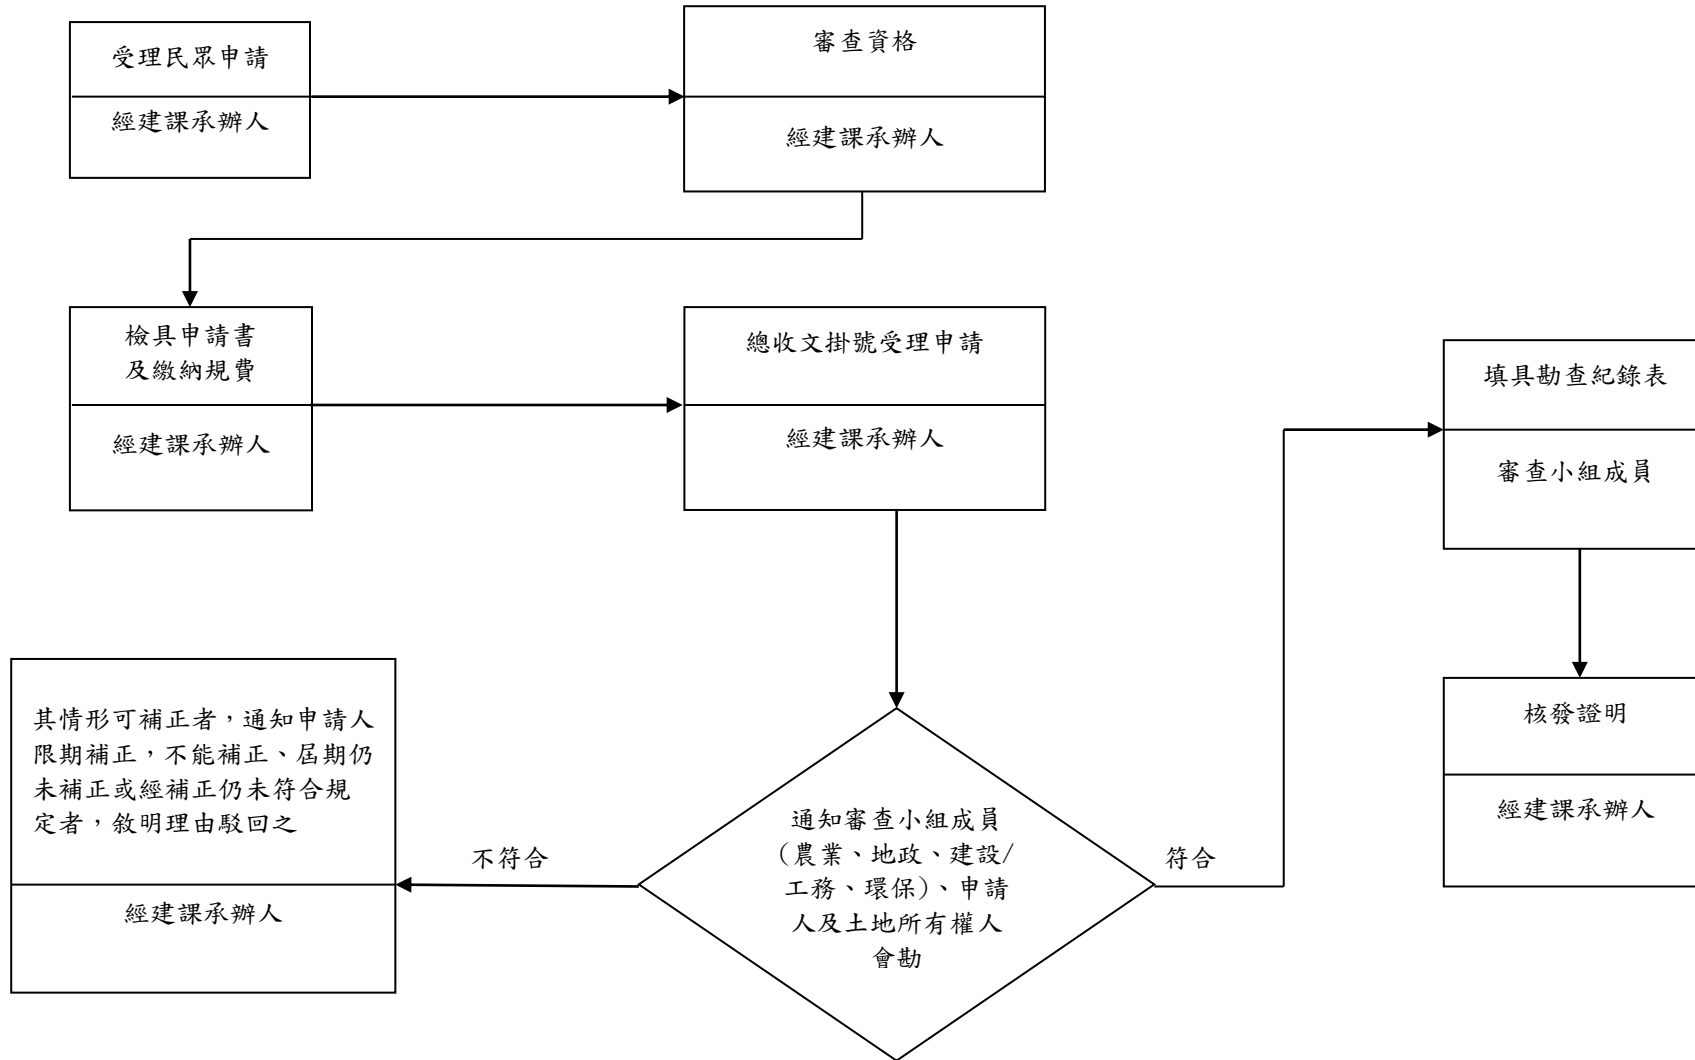 受理民眾申請
經建課承辦人
審查資格
經建課承辦人
檢具申請書
及繳納規費
經建課承辦人
總收文掛號受理申請
經建課承辦人
通知審查小組成員
(農業、地政、建設/
工務、環保)、申請
人及土地所有權人
會勘
不符合
其情形可補正者，通知申請人
限期補正，不能補正、屆期仍
未補正或經補正仍未符合規
定者，敘明理由駁回之
經建課承辦人
符合
填具勘查紀錄表
審查小組成員
核發證明
經建課承辦人